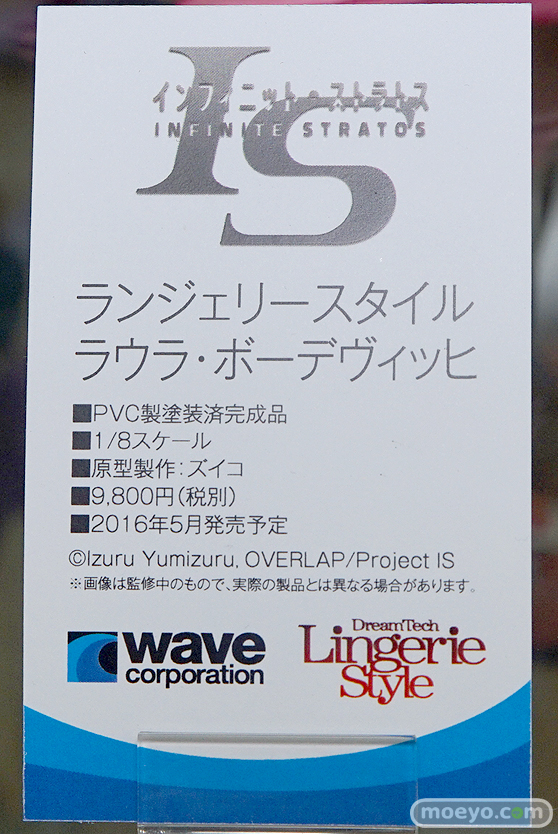 IS
インフィニット・ストラトス
INFINITE STRATOS
ランジェリースタイル
ラウラ・ボーデヴィッヒ
■PVC製塗装済完成品
■1/8スケール
■原型製作:ズイコ
■9,800円(税別)
■2016年5月発売予定
©Izuru Yumizuru, OVERLAP/Project IS
※画像は監修中のもので、実際の製品とは異なる場合があります。
wave
corporation
DreamTech
Lingerie
Style
moeyo.com